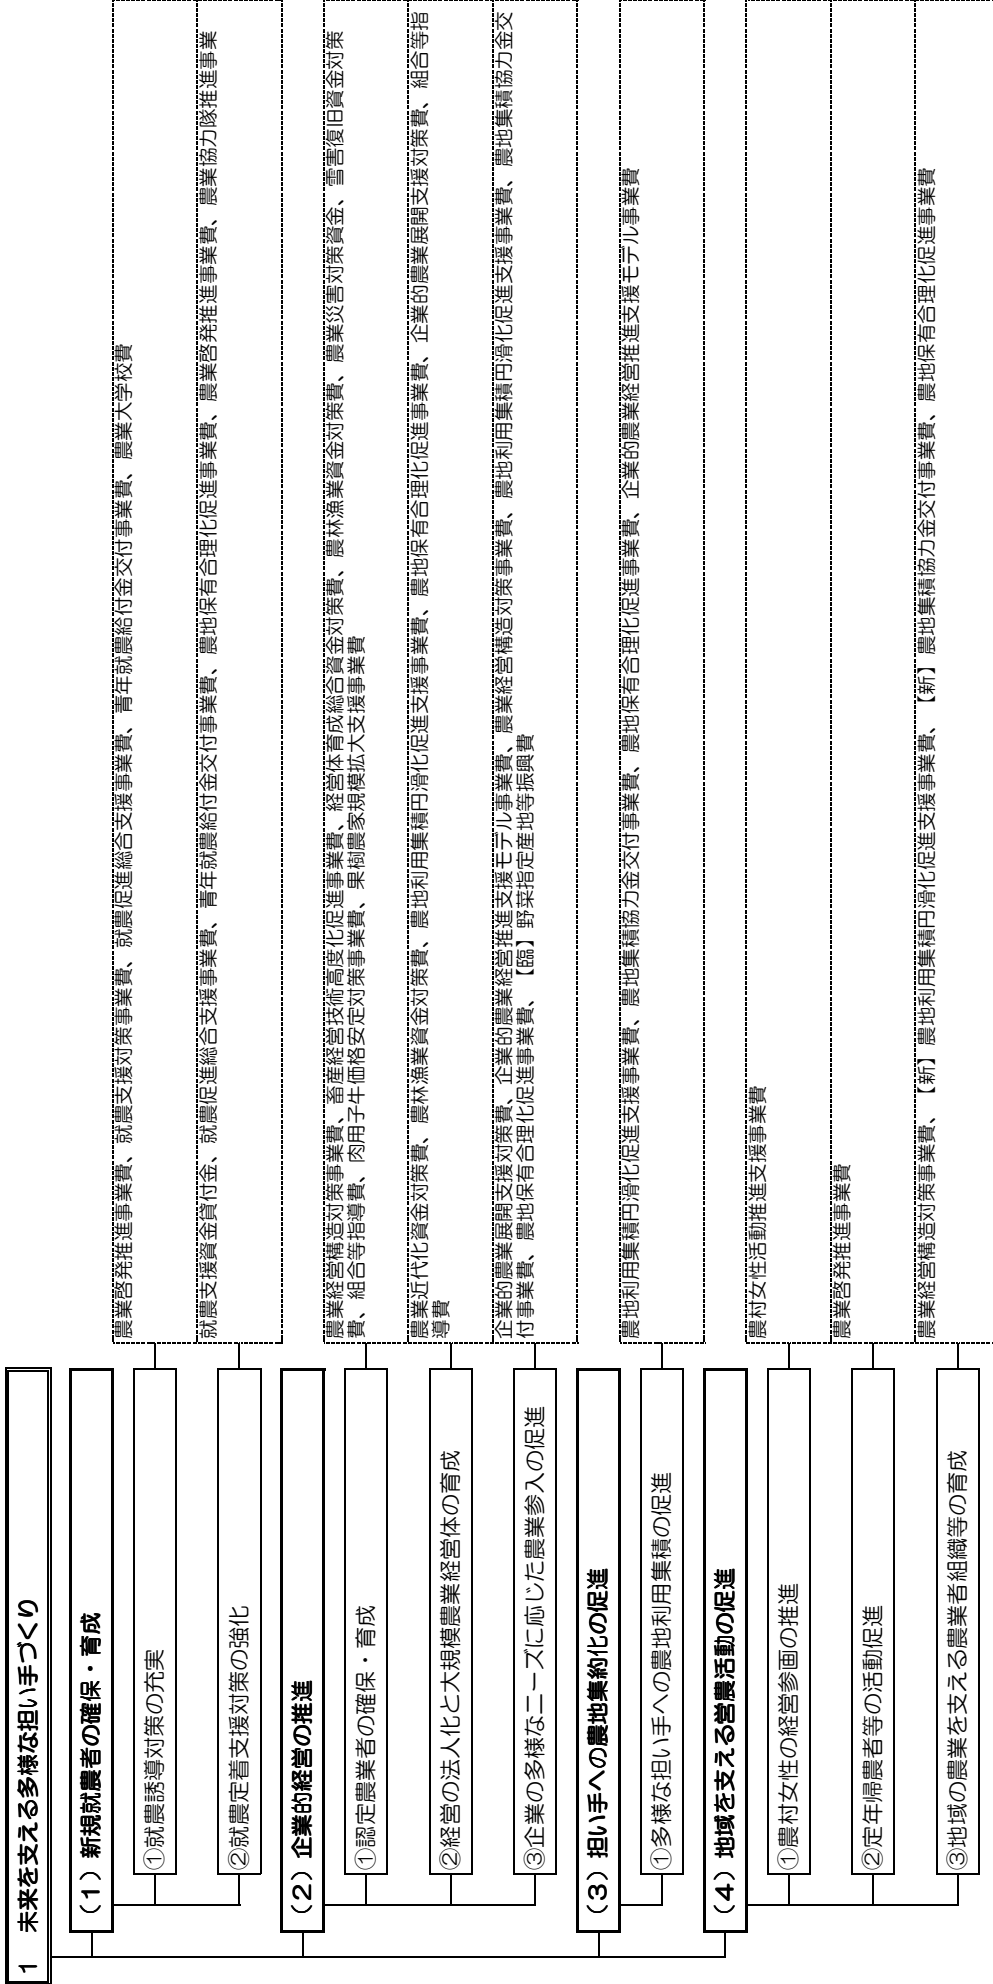 1　未来を支える多様な担い手づくり
（1）新規就農者の確保・育成
①就農誘導対策の充実
農業啓発推進事業費、就農支援対策事業費、就農促進総合支援事業費、青年就農給付金交付事業費、農業大学校費
②就農定着支援対策の強化
就農支援資金貸付金、就農促進総合支援事業費、青年就農給付金交付事業費、農地保有合理化促進事業費、農業啓発推進事業費、農業協力隊推進事業
（2）企業的経営の推進
①認定農業者の確保・育成
農業経営構造対策事業費、畜産経営技術高度化促進事業費、経営体育成総合資金対策費、農林漁業資金対策費、農業災害対策資金、雪害復旧資金対策
費、組合等指導費、肉用子牛価格安定対策事業費、果樹農家規模拡大支援事業費
②経営の法人化と大規模農業経営体の育成
農業近代化資金対策費、農林漁業資金対策費、農地利用集積円滑化促進支援事業費、農地保有合理化促進事業費、企業的農業展開支援対策費、組合等指
導費
③企業の多様なニーズに応じた農業参入の促進
企業的農業展開支援対策費、企業的農業経営推進支援モデル事業費、農業経営構造対策事業費、農地利用集積円滑化促進支援事業費、農地集積協力金交
付事業費、農地保有合理化促進事業費、【臨】野菜指定産地等振興費
（3）担い手への農地集約化の促進
①多様な担い手への農地利用集積の促進
農地利用集積円滑化促進支援事業費、農地集積協力金交付事業費、農地保有合理化促進事業費、企業的農業経営推進支援モデル事業費
（4）地域を支える営農活動の促進
①農村女性の経営参画の推進
農村女性活動推進支援事業費
②定年帰農者等の活動促進
農業啓発推進事業費
③地域の農業を支える農業者組織等の育成
農業経営構造対策事業費、【新】農地利用集積円滑化促進支援事業費、【新】農地集積協力金交付事業費、農地保有合理化促進事業費